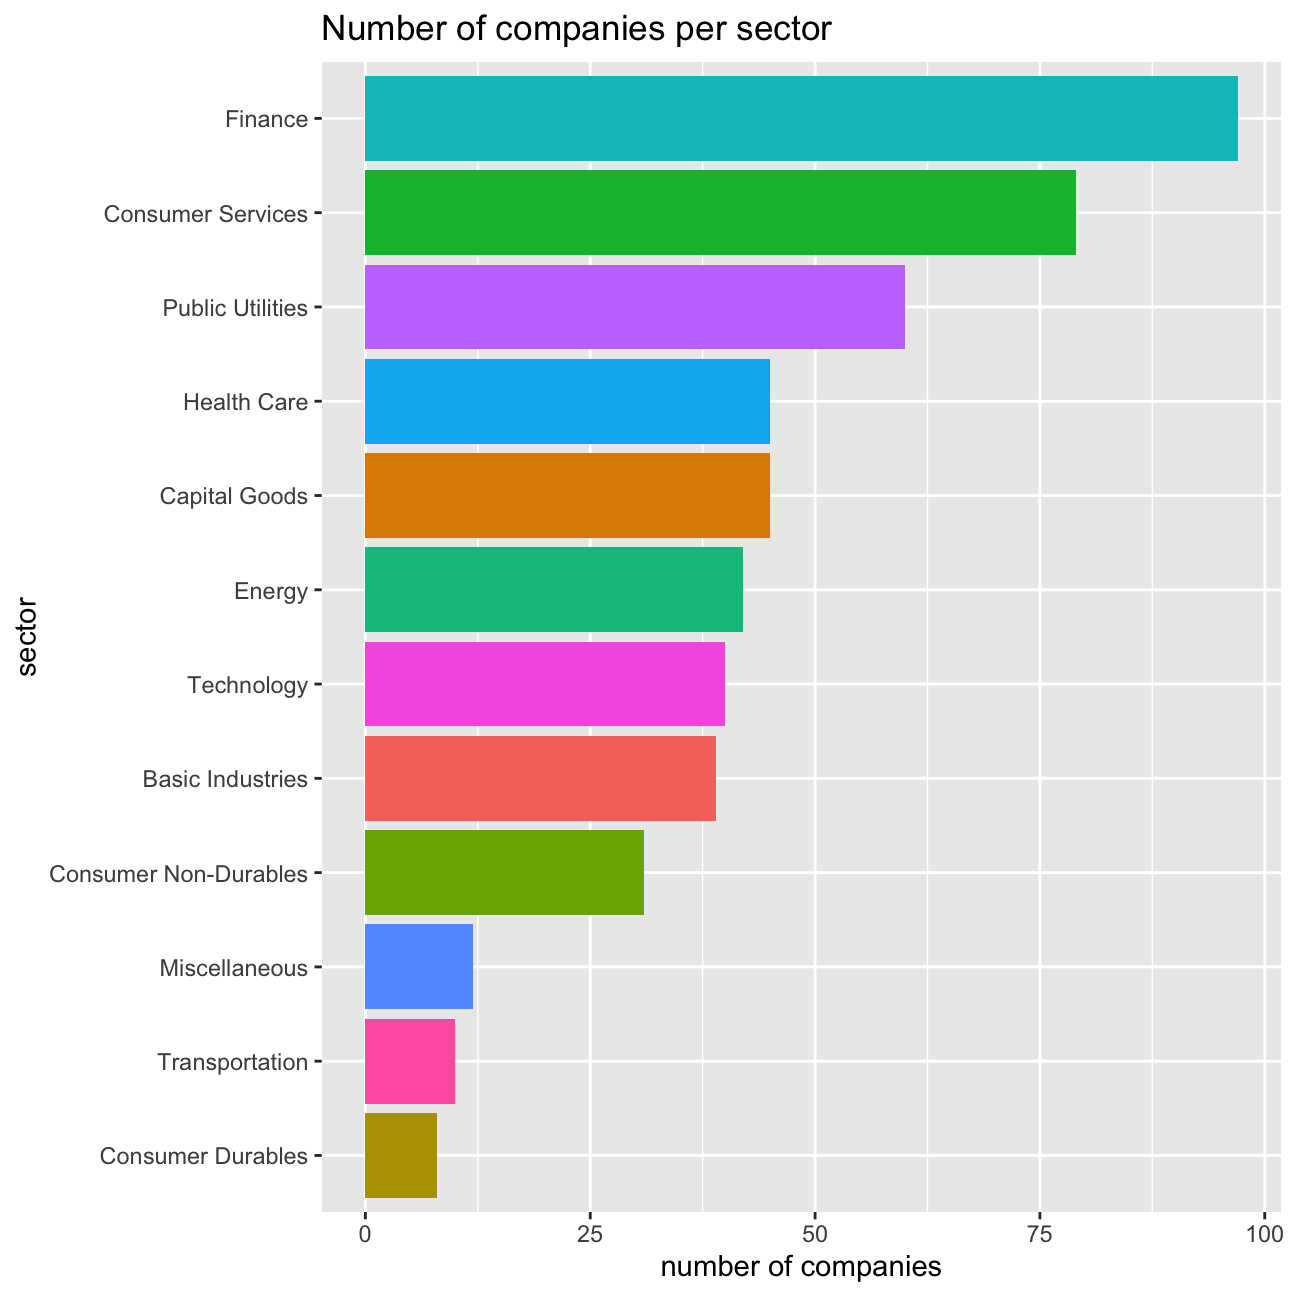 Number of companies per sector
Finance
Consumer Services
Public Utilities
Health Care
Capital Goods
Energy
Technology
Basic Industries
Consumer Non-Durables
Miscellaneous
Transportation
Consumer Durables
sector
0 25 50 75 100
number of companies